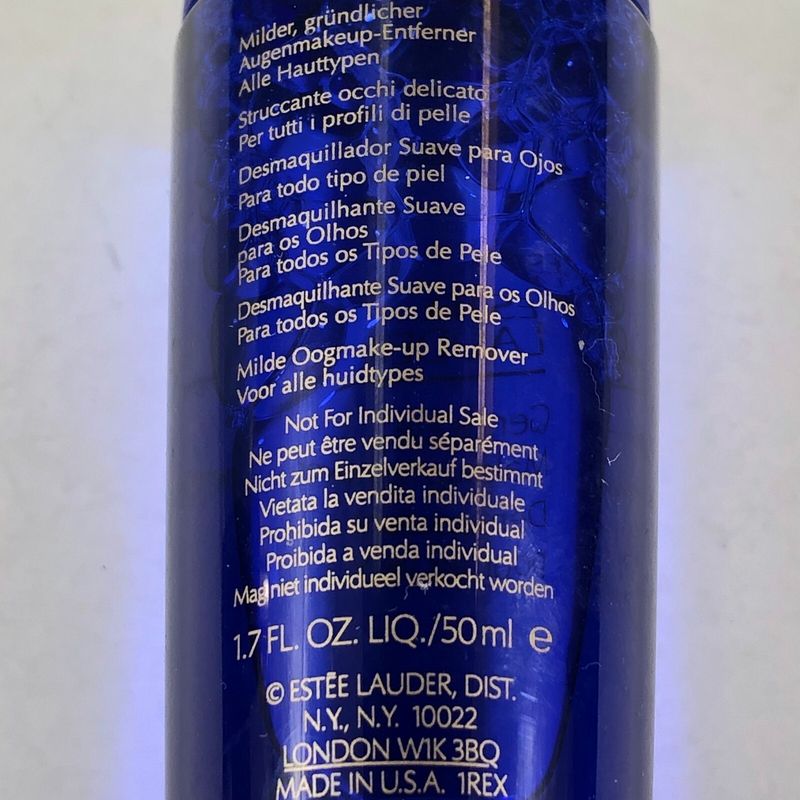 Milder, gründlicher
Augenmakeup-Entferner
Alle Hauttypen
Struccante occhi delicato
Per tutti i profili di pelle
Desmaquillador Suave para Ojos
Para todo tipo de piel
Desmaquilhante Suave
para os Olhos
Para todos os Tipos de Pele
Desmaquilhante Suave para os Olhos
Para todos os Tipos de Pele
Milde Oogmake-up Remover
Voor alle huidtypes
Not For Individual Sale
Ne peut être vendu séparément
Nicht zum Einzelverkauf bestimmt
Vietata la vendita individuale
Prohibida su venta individual
Proibida a venda individual
Mag niet individueel verkocht worden
1.7 FL. OZ. LIQ./50 ml ℮
© ESTĒE LAUDER, DIST.
N.Y., N.Y. 10022
LONDON W1K 3BQ
MADE IN U.S.A. 1REX